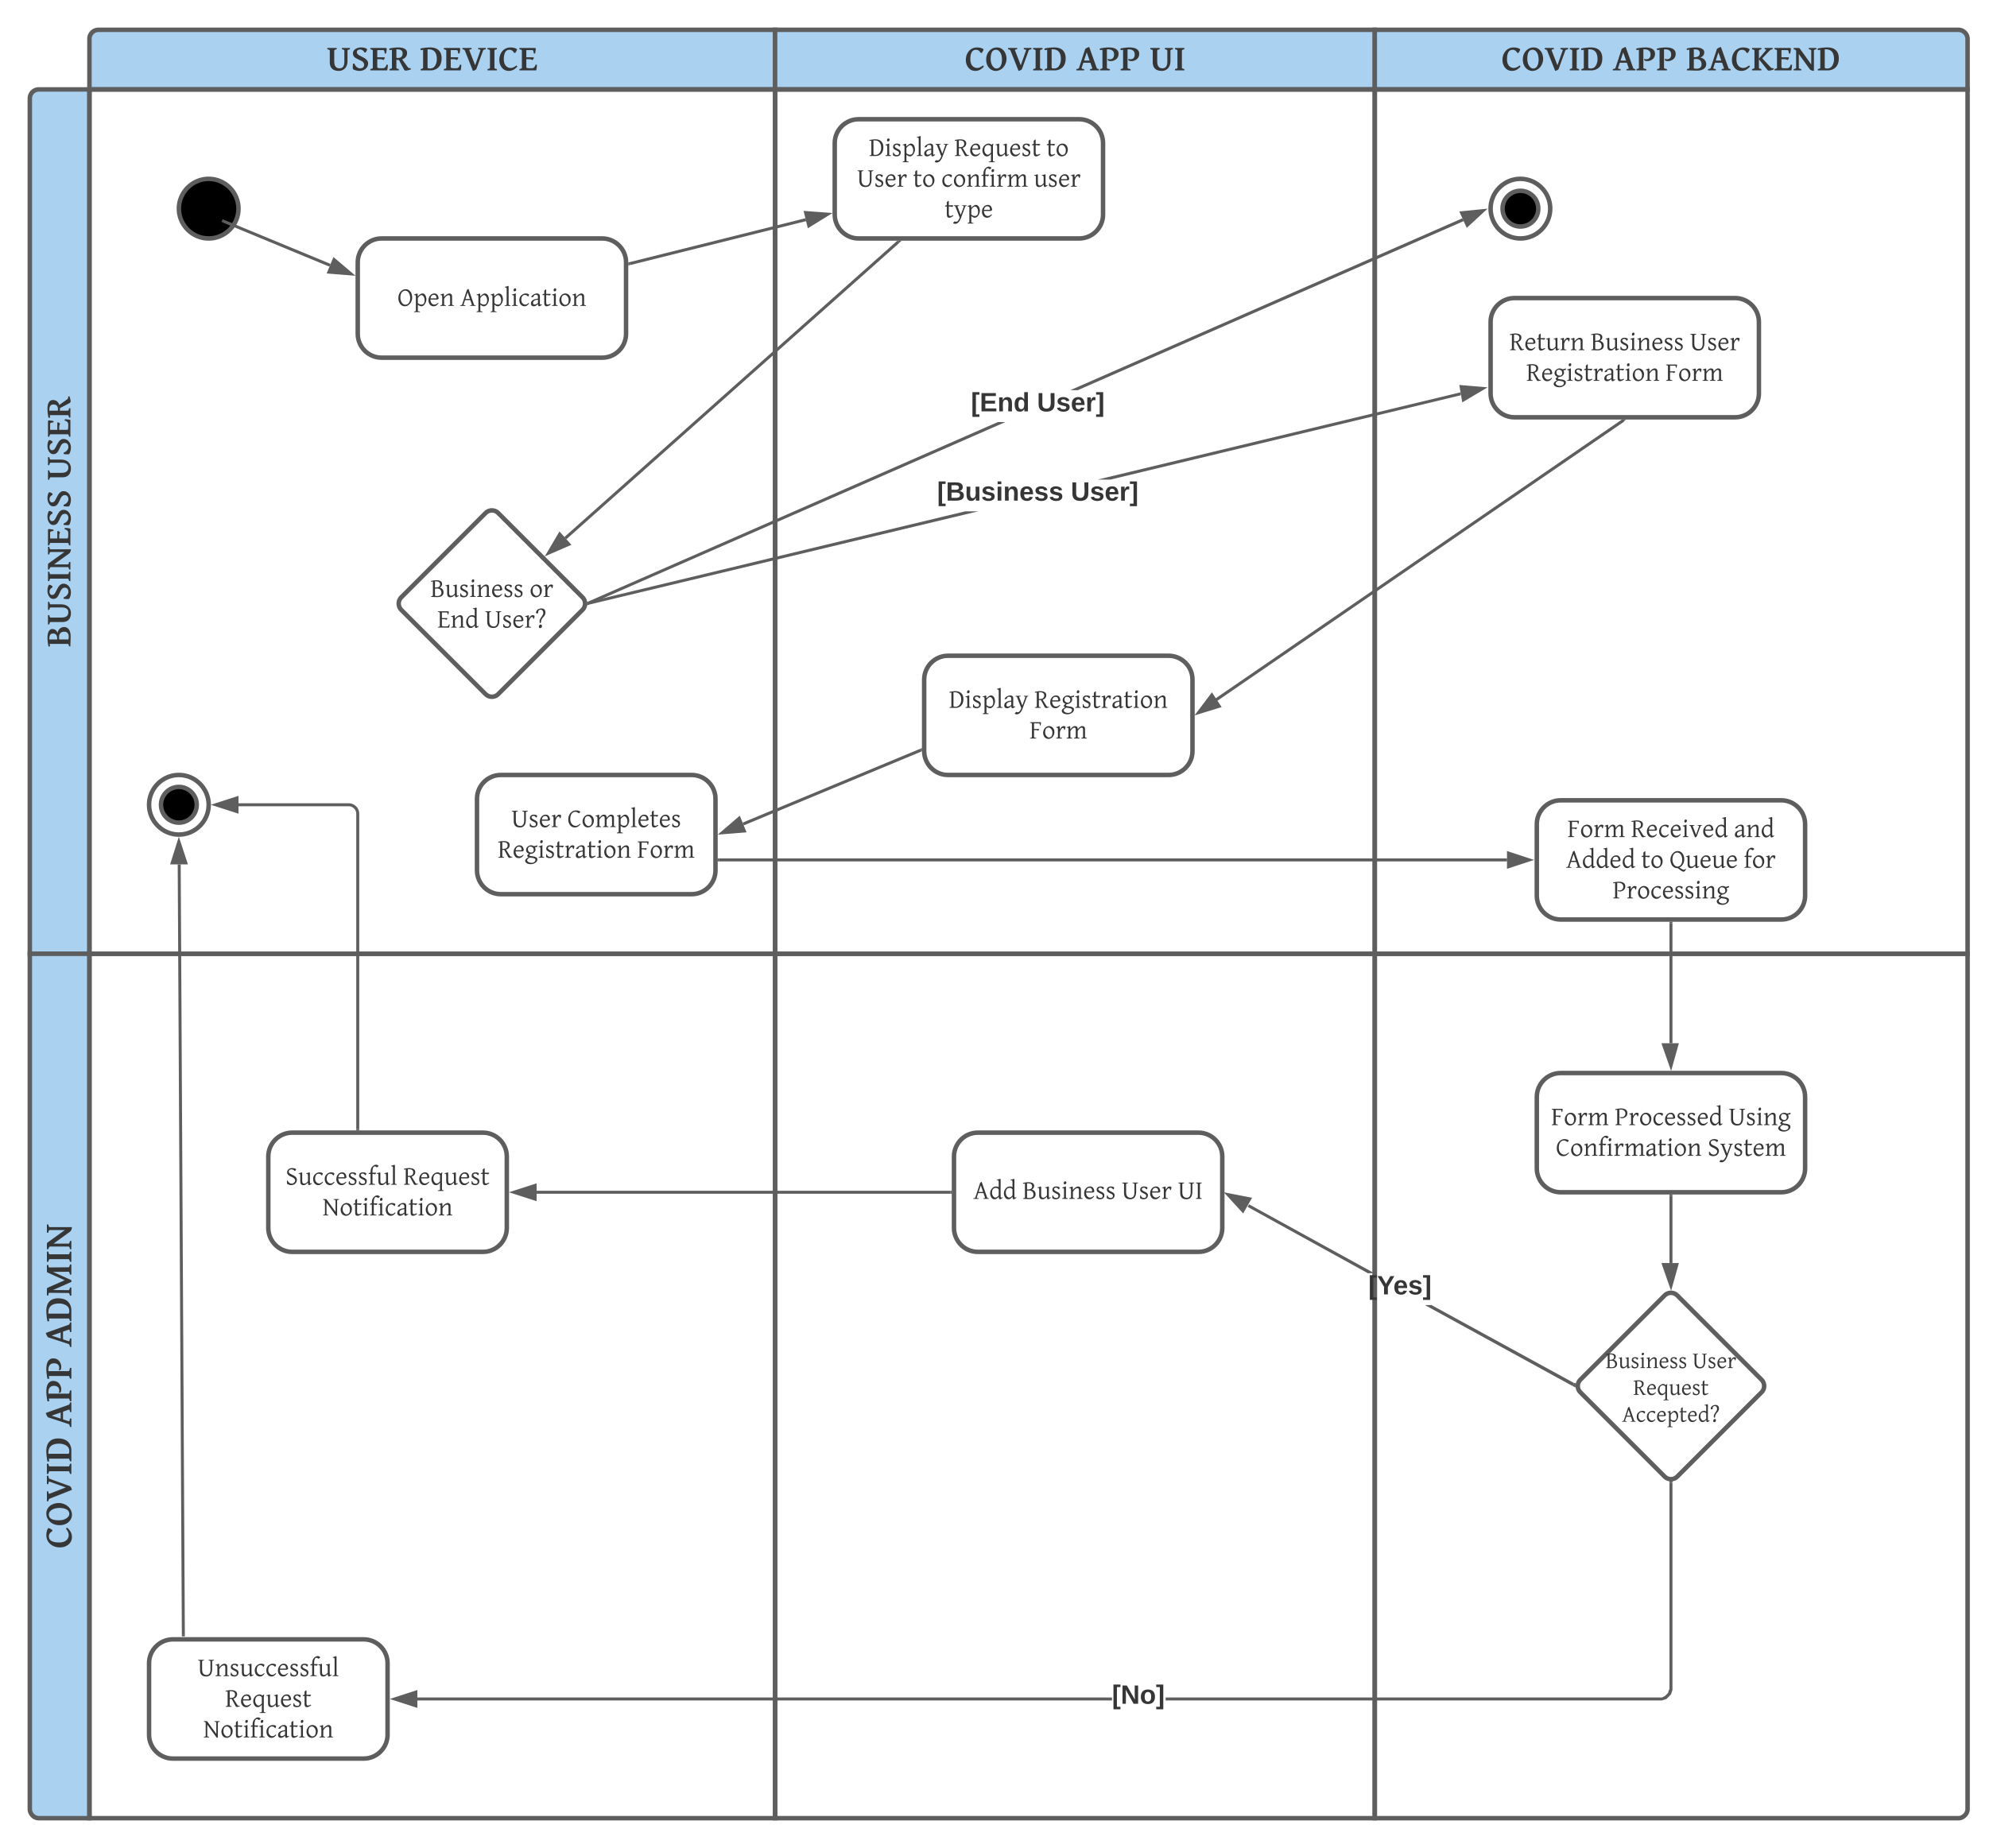 USER DEVICE
COVID APP UI
COVID APP BACKEND
BUSINESS USER
Display Request to
User to confirm user
type
Open Application
Return Business User
Registration Form
[End User]
[Business User]
Business or
End User?
Display Registration
Form
User Completes
Registration Form
Form Received and
Added to Queue for
Processing
COVID APP ADMIN
Form Processed Using
Confirmation System
Successful Request
Notification
Add Business User UI
[Yes]
Business User
Request
Accepted?
Unsuccessful
Request
Notification
[No]